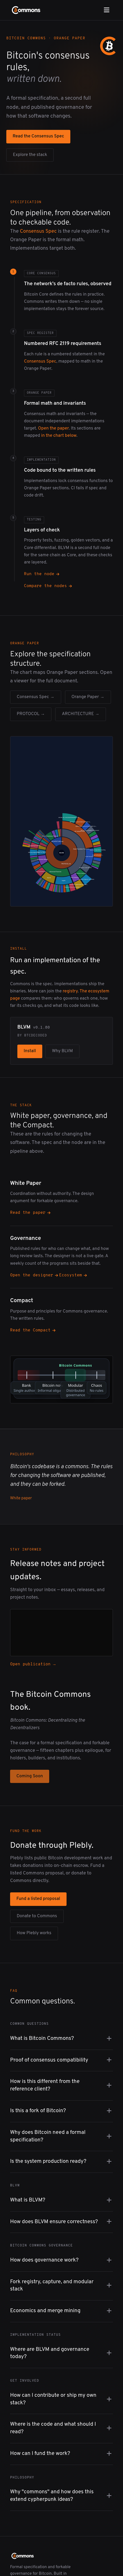 Commons
BITCOIN COMMONS · ORANGE PAPER
Bitcoin's consensus
rules,
written down.
A formal specification, a second full
node, and published governance for
how that software changes. All of it
public.
Read the Consensus Spec
Explore the stack
SPECIFICATION
One pipeline, from observation
to checkable code.
The Consensus Spec is the rule register. The
Orange Paper is the formal math.
Implementations target both.
CORE CONSENSUS
The network's de facto rules, observed
Bitcoin Core defines the rules in practice.
Commons writes them down — so no single
implementation stays the steward forever.
SPEC REGISTER
Numbered RFC 2119 requirements
Each rule is a numbered statement in the
Consensus Spec, mapped to math in the
Orange Paper.
ORANGE PAPER
Formal math and invariants
Consensus math and invariants — the
document that independent implementations
target. Open the paper. Its sections are
mapped in the chart below.
IMPLEMENTATION
Code bound to the written rules
Implementations lock consensus functions to
Orange Paper sections. CI fails if spec and
code drift.
TESTING
Layers of check
Property tests, fuzzing, golden vectors, and a
Core differential. BLVM is a second full node
for the same chain as Core, and these checks
are layered.
Run the node
Compare the nodes
ORANGE PAPER
Explore the specification
structure.
The chart maps Orange Paper sections. Open
a viewer for the full document.
Consensus Spec →
Orange Paper →
PROTOCOL →
ARCHITECTURE →
INSTALL
Run an implementation of the
spec.
Commons is the spec. Implementations ship the
binaries. More can join the registry. The ecosystem
page compares them: who governs each one, how
far its checks go, and what its code looks like.
BLVM v0.1.65
BY BTCDECODED
Install
Why BLVM
THE STACK
White paper, governance, and
the Compact.
These are the rules for changing the
software. The spec and the node are in the
pipeline above.
White Paper
Coordination without authority. The design
argument for forkable governance.
Read the paper
Governance
Published rules for who can change what, and how
long every tier waits. The designer is not a live gate. A
weekly count of what the programs did sits beside it.
Open the designer
Ecosystem
Compact
Purpose and principles for Commons governance.
The written rules.
Read the Compact
Bitcoin Commons
Bank
Modular
Chaos
No rules
PHILOSOPHY
Bitcoin's codebase is a commons. The rules
for changing the software are published,
and they can be forked.
White paper
STAY INFORMED
Release notes and project
updates.
Straight to your inbox — essays, releases, and
project notes.
Open publication →
The Bitcoin Commons
book.
Bitcoin Commons: Decentralizing the
Decentralizers
The case for a formal specification and forkable
governance — fifteen chapters plus epilogue, for
holders, builders, and institutions.
Coming Soon
FUND THE WORK
Donate through Plebly.
Plebly lists public Bitcoin development work and
takes donations into an on-chain escrow. Fund a
listed Commons proposal, or donate to
Commons directly.
Fund a listed proposal
Donate to Commons
How Plebly works
FAQ
Common questions.
COMMON QUESTIONS
What is Bitcoin Commons?
Proof of consensus compatibility
How is this different from the
reference client?
Is this a fork of Bitcoin?
Why does Bitcoin need a formal
specification?
Is the system production ready?
BLVM
What is BLVM?
How does BLVM ensure correctness?
BITCOIN COMMONS GOVERNANCE
How does governance work?
Fork registry, capture, and modular
stack
Economics and merge mining
IMPLEMENTATION STATUS
Where are BLVM and governance
today?
GET INVOLVED
How can I contribute or ship my own
stack?
Where is the code and what should I
read?
How can I fund the work?
PHILOSOPHY
Why "commons" and how does this
extend cypherpunk ideas?
Commons
Formal specification and forkable
governance for Bitcoin. Built in